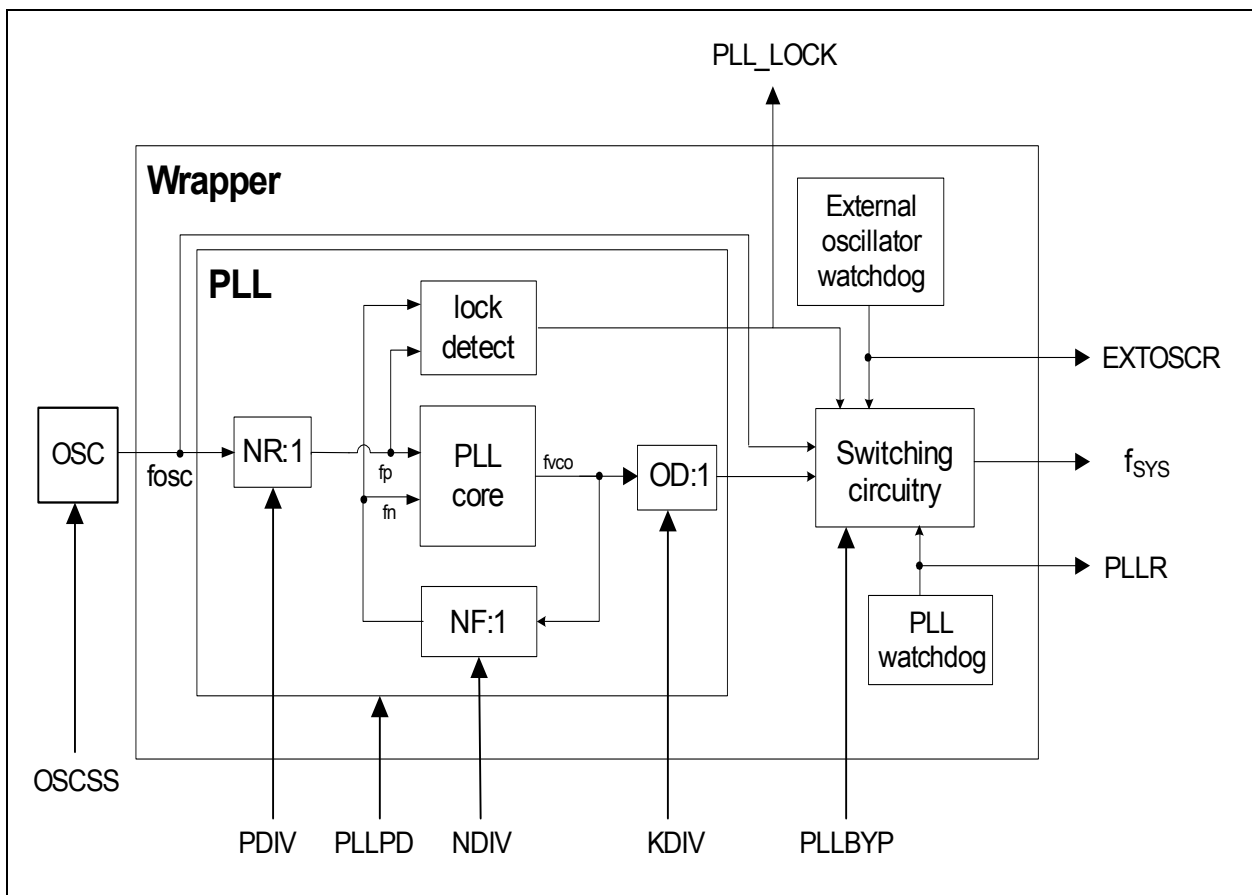 PLL_LOCK
Wrapper
External
oscillator
watchdog
PLL
lock
detect
EXTOSCR
OSC
fosc
NR:1
fp
fn
PLL
core
fvco
OD:1
Switching
circuitry
fSYS
PLLR
NF:1
PLL
watchdog
OSCSS
PDIV
PLLPD
NDIV
KDIV
PLLBYP